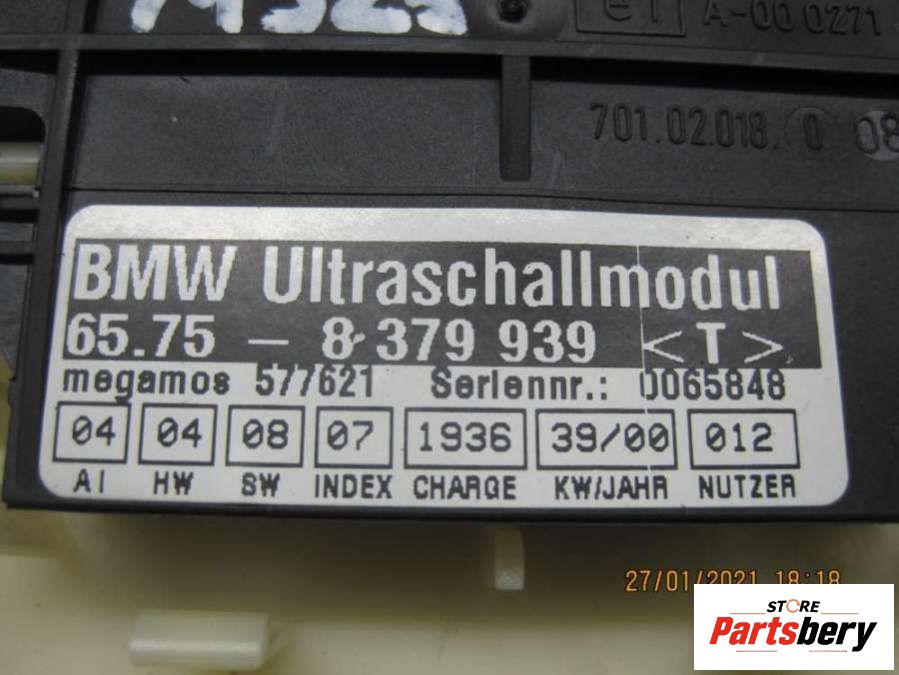 e1 A-00 0271
701.02.018.0 08
BMW Ultraschallmodul
65.75 – 8 379 939 <T>
megamos 577621 Seriennr.: 0065848
04 04 08 07 1936 39/00 012
AI HW SW INDEX CHARGE KW/JAHR NUTZER
27/01/2021 18:18
STORE
Partsbery